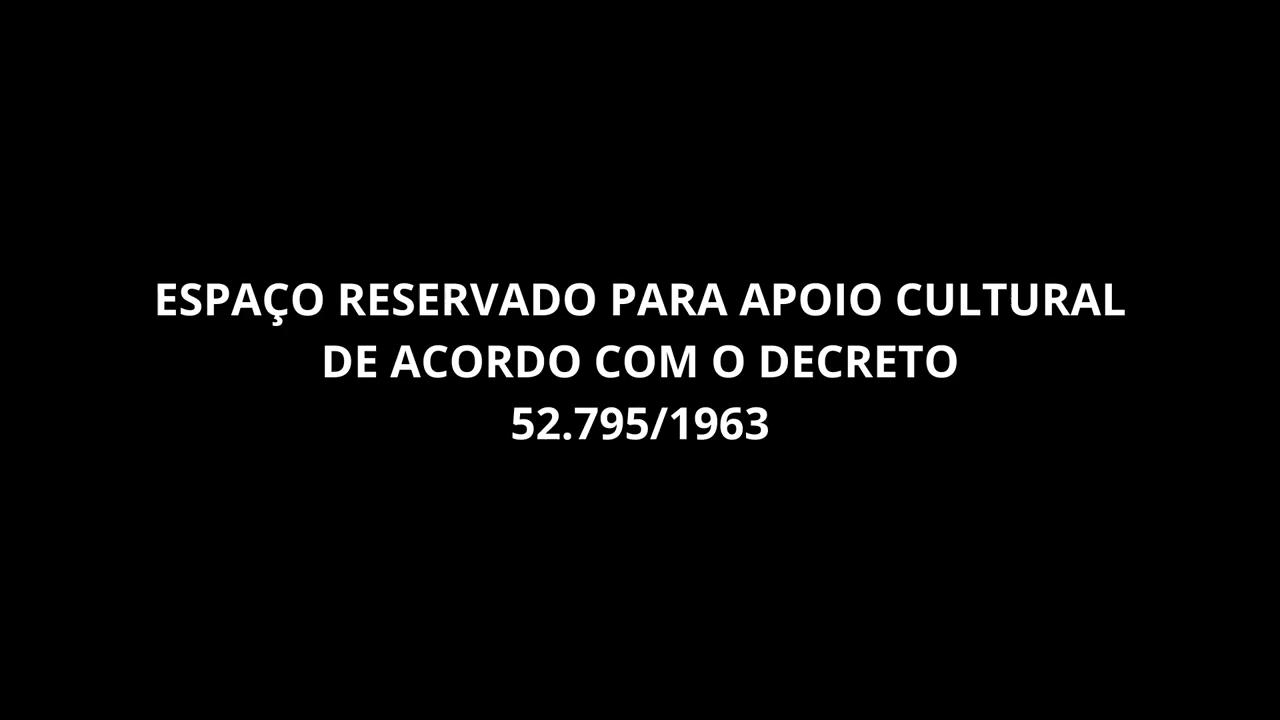 ESPAÇO RESERVADO PARA APOIO CULTURAL
DE ACORDO COM O DECRETO
52.795/1963